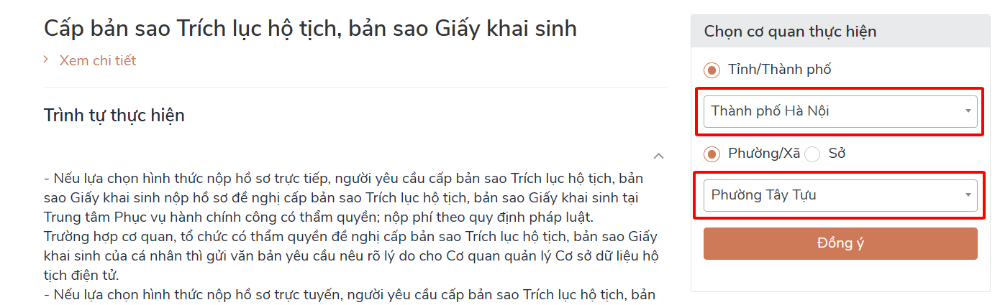 Cấp bản sao Trích lục hộ tịch, bản sao Giấy khai sinh
Xem chi tiết
Trình tự thực hiện
- Nếu lựa chọn hình thức nộp hồ sơ trực tiếp, người yêu cầu cấp bản sao Trích lục hộ tịch, bản
sao Giấy khai sinh nộp hồ sơ đề nghị cấp bản sao Trích lục hộ tịch, bản sao Giấy khai sinh tại
Trung tâm Phục vụ hành chính công có thẩm quyền; nộp phí theo quy định pháp luật.
Trường hợp cơ quan, tổ chức có thẩm quyền đề nghị cấp bản sao Trích lục hộ tịch, bản sao Giấy
khai sinh của cá nhân thì gửi văn bản yêu cầu nêu rõ lý do cho Cơ quan quản lý Cơ sở dữ liệu hộ
tịch điện tử.
- Nếu lựa chọn hình thức nộp hồ sơ trực tuyến, người yêu cầu cấp bản sao Trích lục hộ tịch, bản
Chọn cơ quan thực hiện
Tỉnh/Thành phố
Thành phố Hà Nội
Phường/Xã Sở
Phường Tây Tựu
Đồng ý